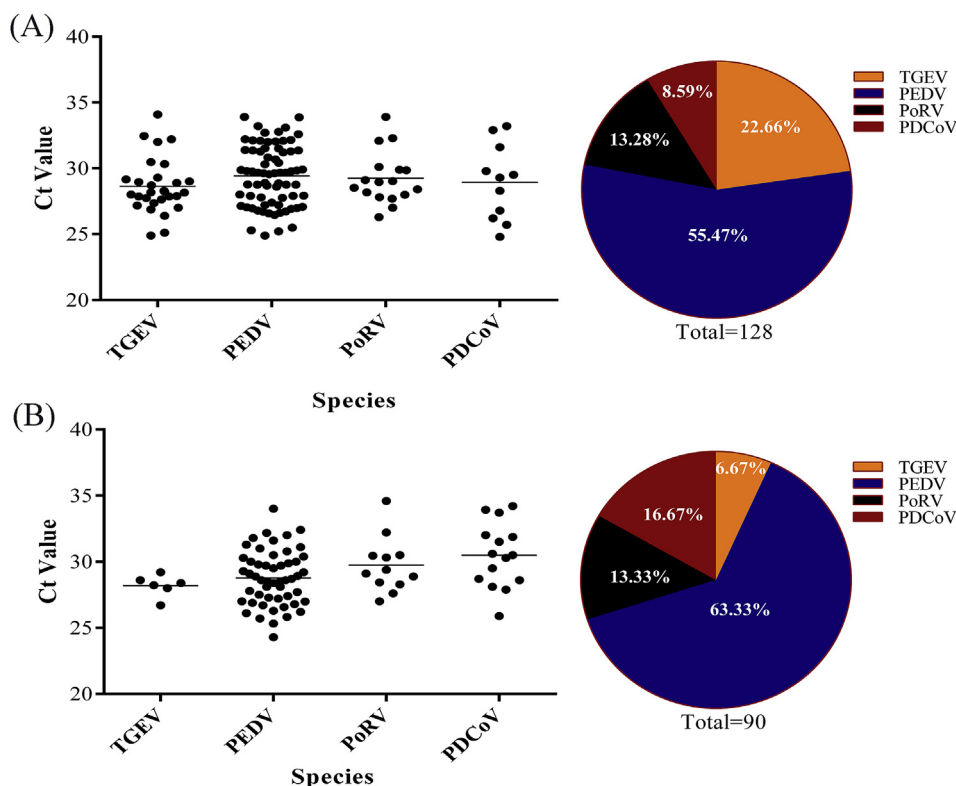 (A)
40
35
30
25
20
Ct Value
TGEV
PEDV
PoRV
PDCoV
Species
8.59%
22.66%
13.28%
55.47%
Total=128
TGEV
PEDV
PoRV
PDCoV
(B)
40
35
30
25
20
Ct Value
TGEV
PEDV
PoRV
PDCoV
Species
6.67%
16.67%
13.33%
63.33%
Total=90
TGEV
PEDV
PoRV
PDCoV